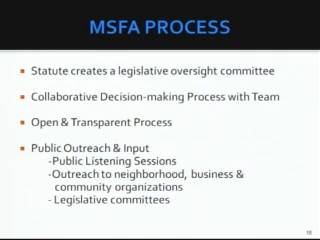 MSFA PROCESS
Statute creates a legislative oversight committee
Collaborative Decision-making Process with Team
Open & Transparent Process
Public Outreach & Input
-Public Listening Sessions
-Outreach to neighborhood, business &
community organizations
- Legislative committees
18